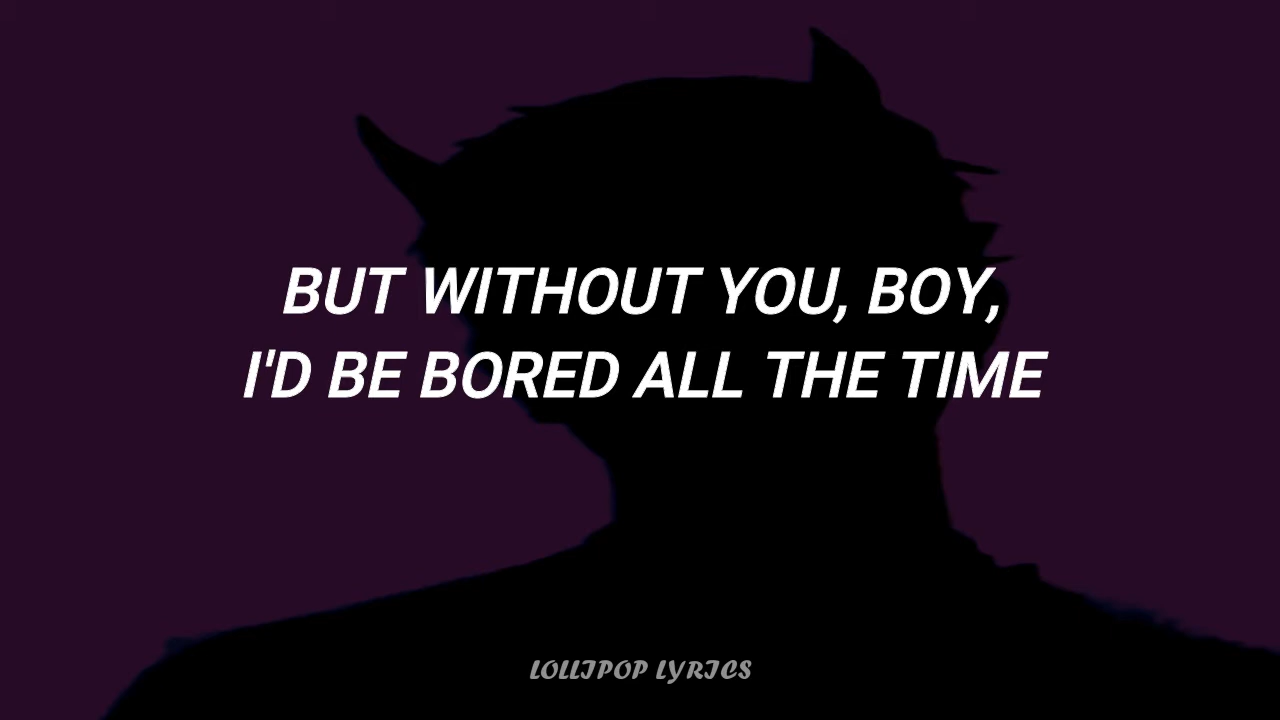 BUT WITHOUT YOU, BOY,
I'D BE BORED ALL THE TIME
LOLLIPOP LYRICS